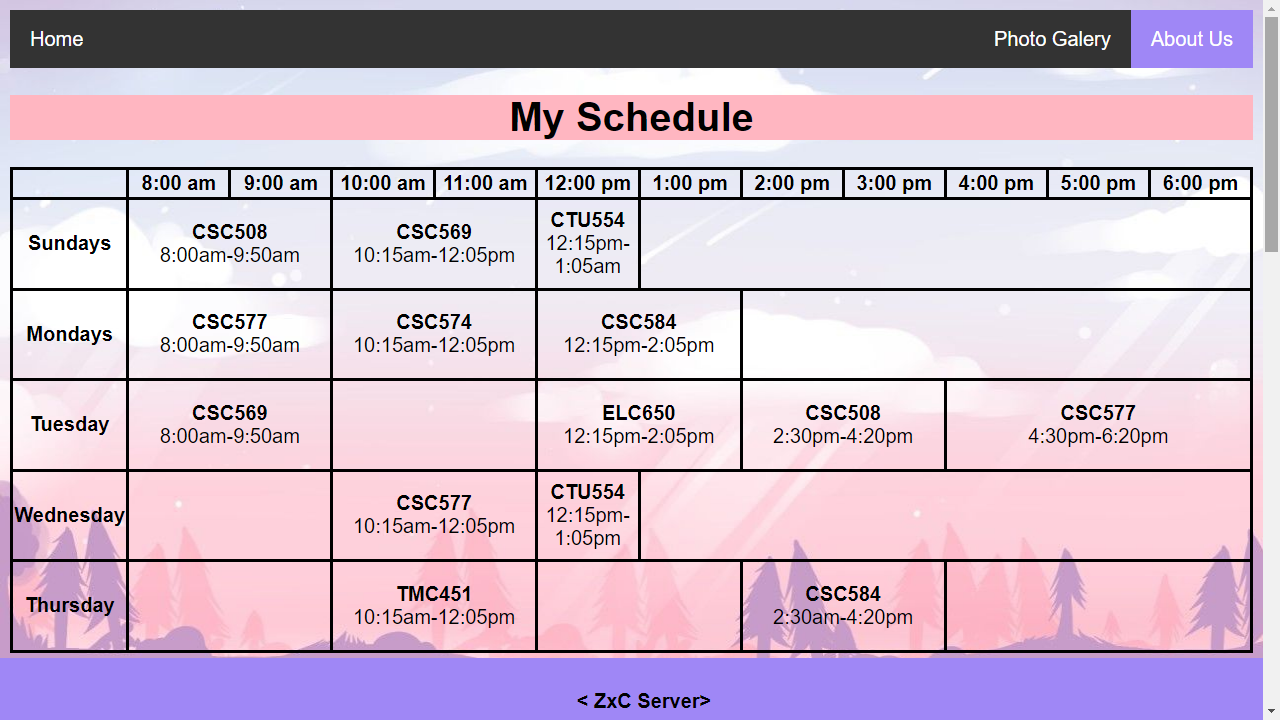 Home Photo Galery About Us
My Schedule
8:00 am 9:00 am 10:00 am 11:00 am 12:00 pm 1:00 pm 2:00 pm 3:00 pm 4:00 pm 5:00 pm 6:00 pm
Sundays
CSC508
8:00am-9:50am
CSC569
10:15am-12:05pm
CTU554
12:15pm-
1:05am
Mondays
CSC577
8:00am-9:50am
CSC574
10:15am-12:05pm
CSC584
12:15pm-2:05pm
Tuesday
CSC569
8:00am-9:50am
ELC650
12:15pm-2:05pm
CSC508
2:30pm-4:20pm
CSC577
4:30pm-6:20pm
Wednesday
CSC577
10:15am-12:05pm
CTU554
12:15pm-
1:05pm
Thursday
TMC451
10:15am-12:05pm
CSC584
2:30am-4:20pm
< ZxC Server>